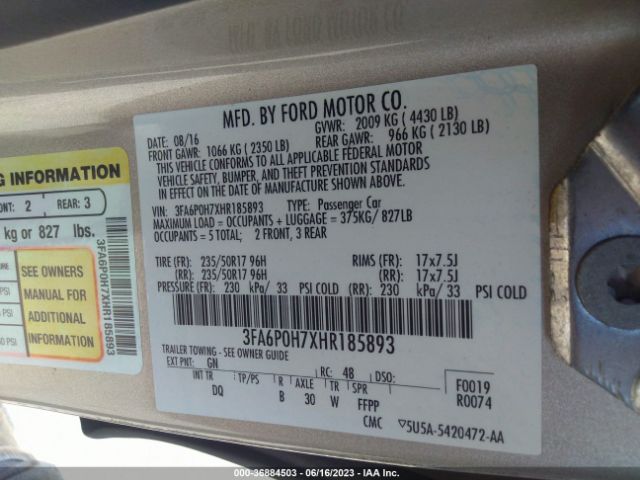 MFD. BY FORD MOTOR CO.
DATE: 08/16 GVWR: 2009 KG ( 4430 LB)
FRONT GAWR: 1066 KG ( 2350 LB) REAR GAWR: 966 KG ( 2130 LB)
THIS VEHICLE CONFORMS TO ALL APPLICABLE FEDERAL MOTOR
VEHICLE SAFETY, BUMPER, AND THEFT PREVENTION STANDARDS
IN EFFECT ON THE DATE OF MANUFACTURE SHOWN ABOVE.
VIN: 3FA6P0H7XHR185893 TYPE: Passenger Car
MAXIMUM LOAD = OCCUPANTS + LUGGAGE = 375KG/ 827LB
OCCUPANTS = 5 TOTAL; 2 FRONT, 3 REAR
TIRE (FR): 235/50R17 96H RIMS (FR): 17x7.5J
(RR): 235/50R17 96H (RR): 17x7.5J
PRESSURE (FR): 230 kPa/ 33 PSI COLD (RR): 230 kPa/ 33 PSI COLD
3FA6P0H7XHR185893
TRAILER TOWING - SEE OWNER GUIDE
EXT PNT: GN RC: 4B DSO:
INT TR TP/PS R AXLE TR SPR
DQ B 30 W FFPP
F0019
R0074
CMC 5U5A-5420472-AA
G INFORMATION
ONT: 2 REAR: 3
kg or 827 lbs.
SEE OWNERS
MANUAL FOR
ADDITIONAL
INFORMATION
PSI
PSI
PSI
3FA6P0H7XHR185893
000-36884503 - 06/16/2023 - IAA Inc.